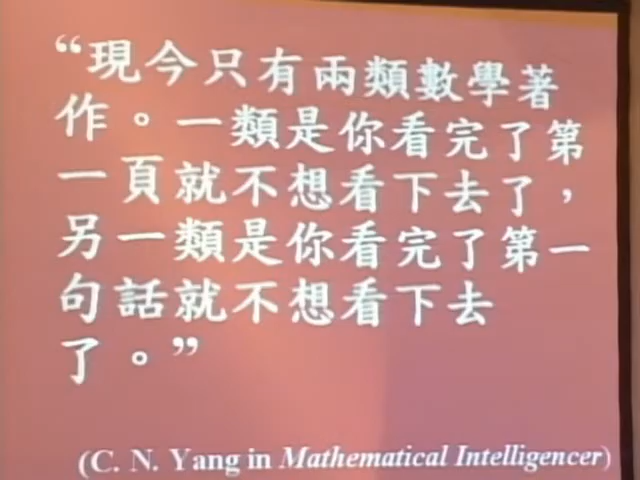 “現今只有兩類數學著
作。一類是你看完了第
一頁就不想看下去了，
另一類是你看完了第一
句話就不想看下去
了。”
(C. N. Yang in Mathematical Intelligencer)